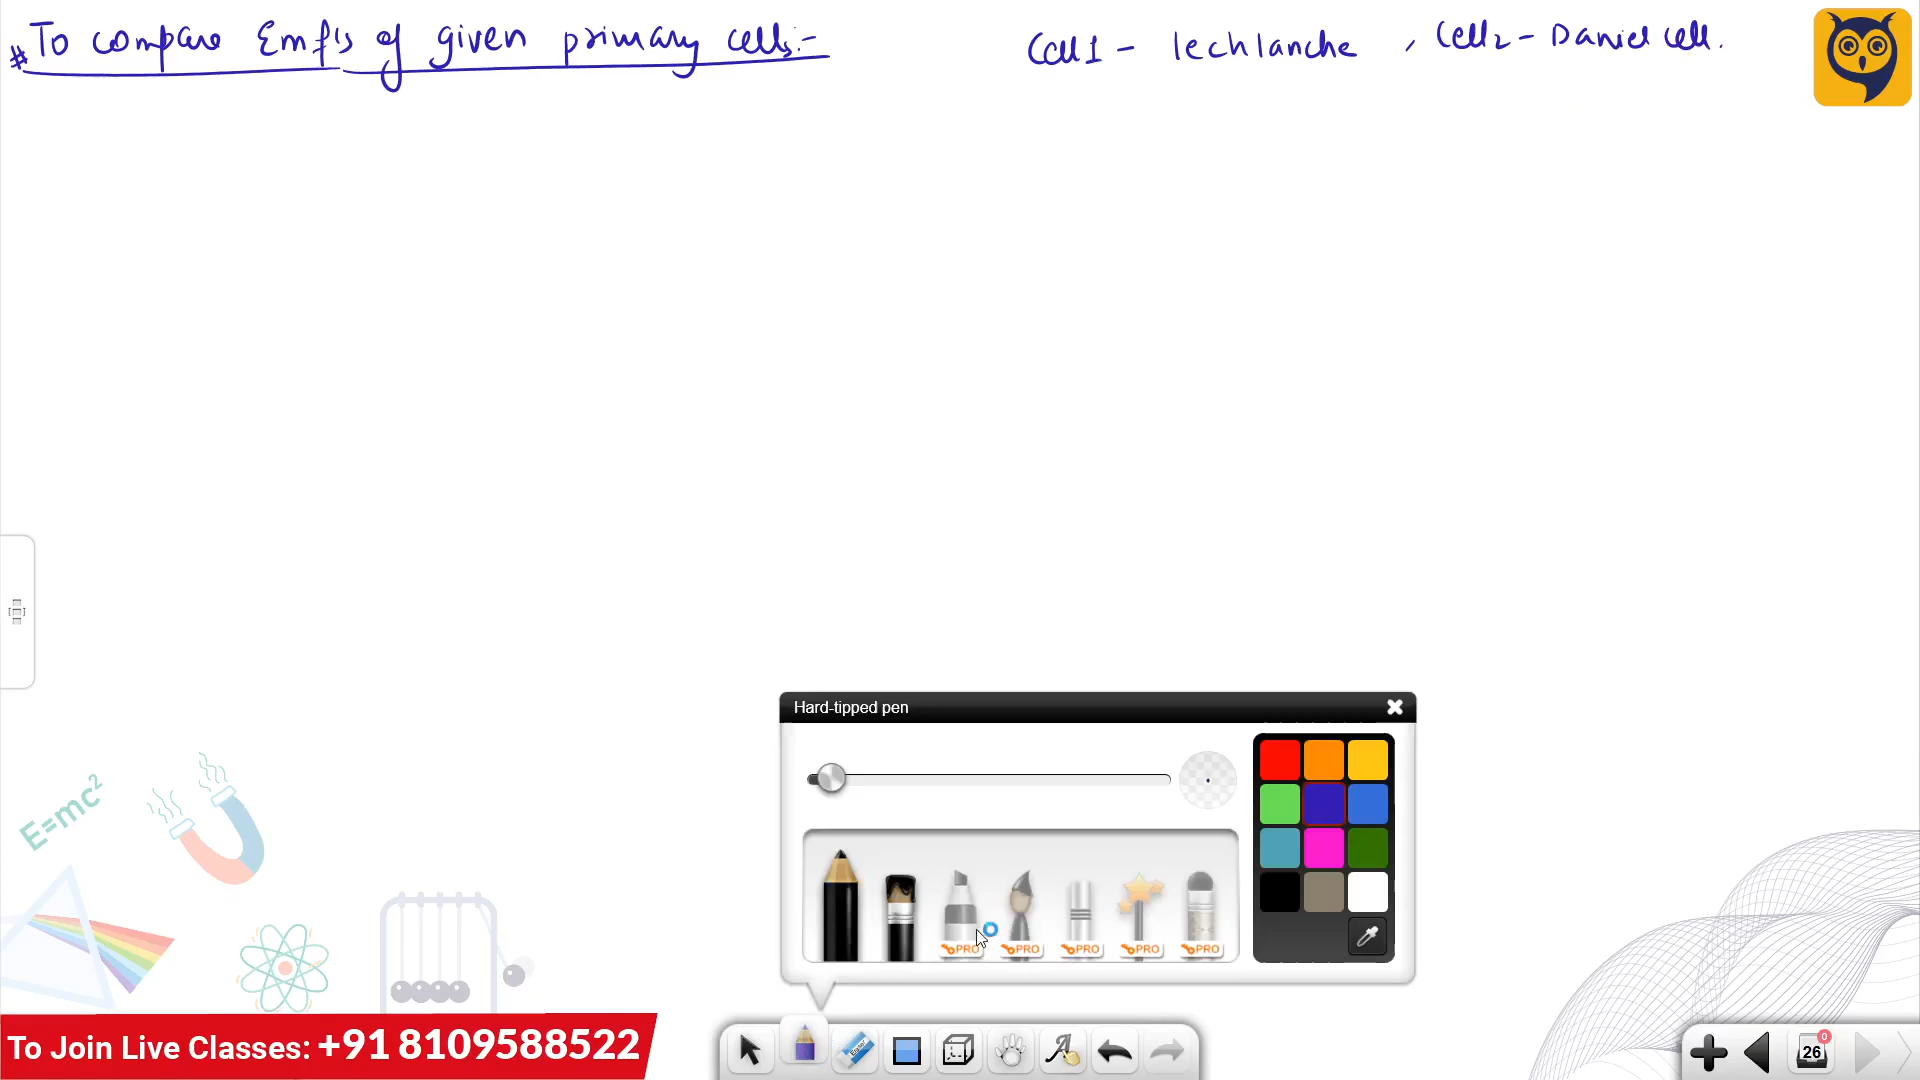 # To compare Emf's of given primary cells:- Cell 1 - lechlanche , Cell 2 - Daniel cell.
Hard-tipped pen
PRO PRO PRO PRO PRO
E=mc²
To Join Live Classes: +91 8109588522
Eraser
A
26
0